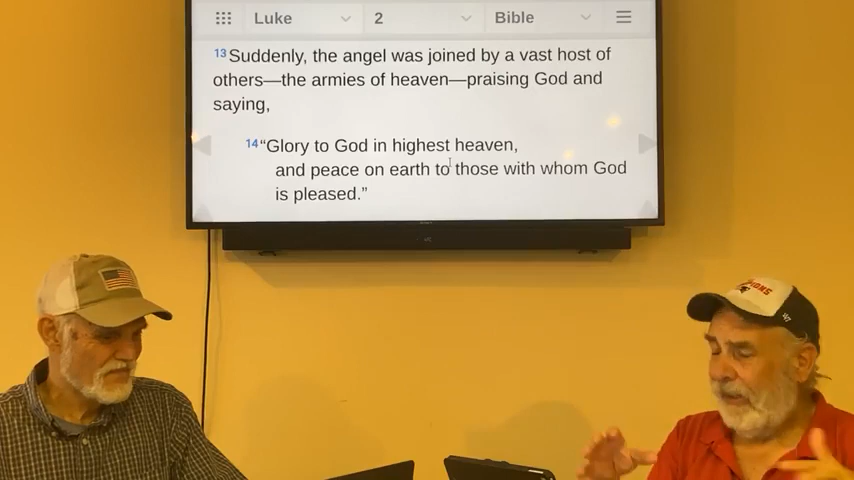 Luke 2 Bible
13Suddenly, the angel was joined by a vast host of
others—the armies of heaven—praising God and
saying,
14“Glory to God in highest heaven,
and peace on earth to those with whom God
is pleased.”
47